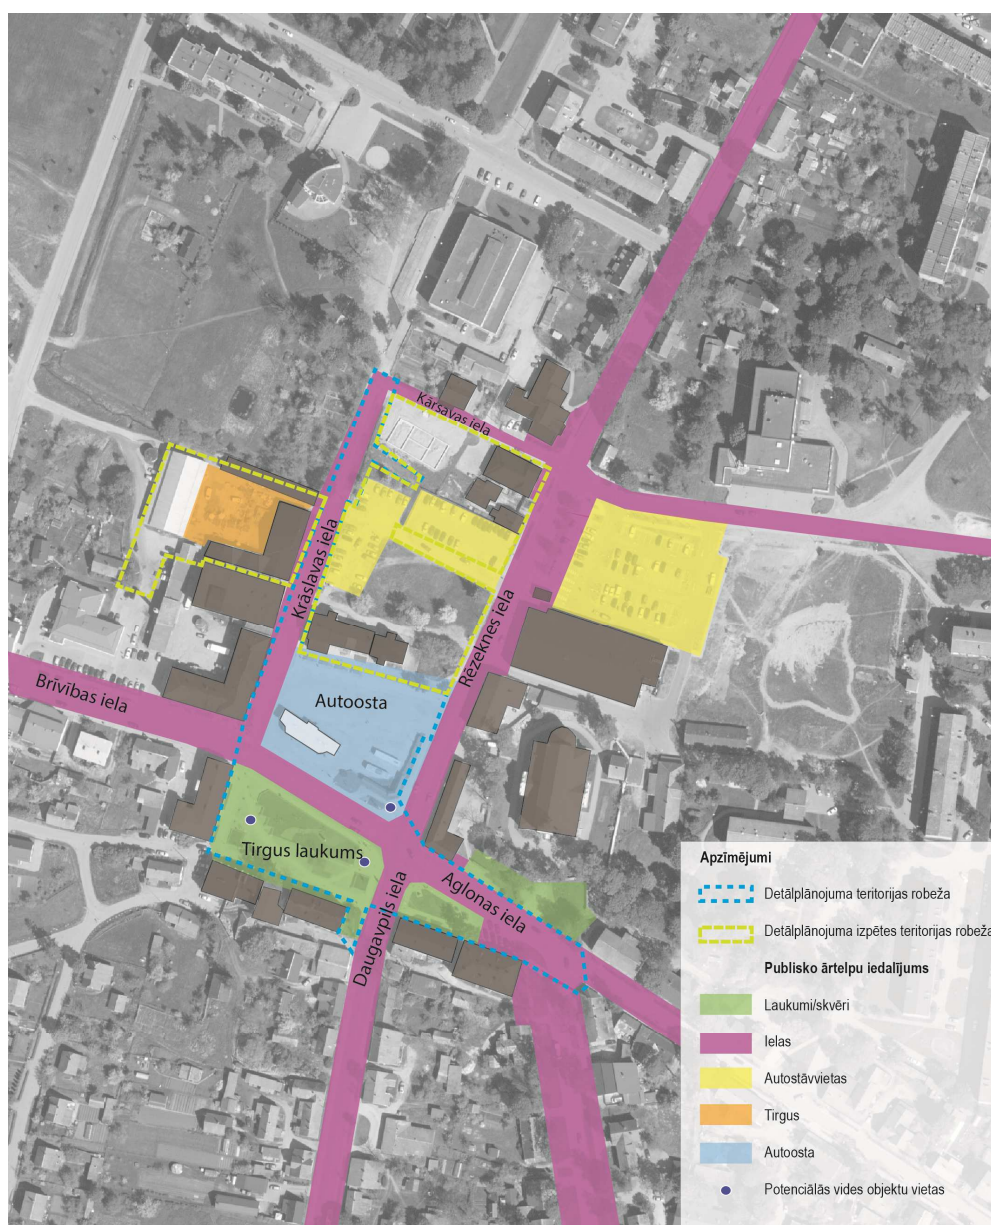 Kārsavas iela
Krāslavas iela
Rēzeknes iela
Brīvības iela
Autoosta
Tirgus laukums
Aglonas iela
Daugavpils iela
Apzīmējumi
Detālplānojuma teritorijas robeža
Detālplānojuma izpētes teritorijas robeža
Publisko ārtelpu iedalījums
Laukumi/skvēri
Ielas
Autostāvvietas
Tirgus
Autoosta
Potenciālās vides objektu vietas